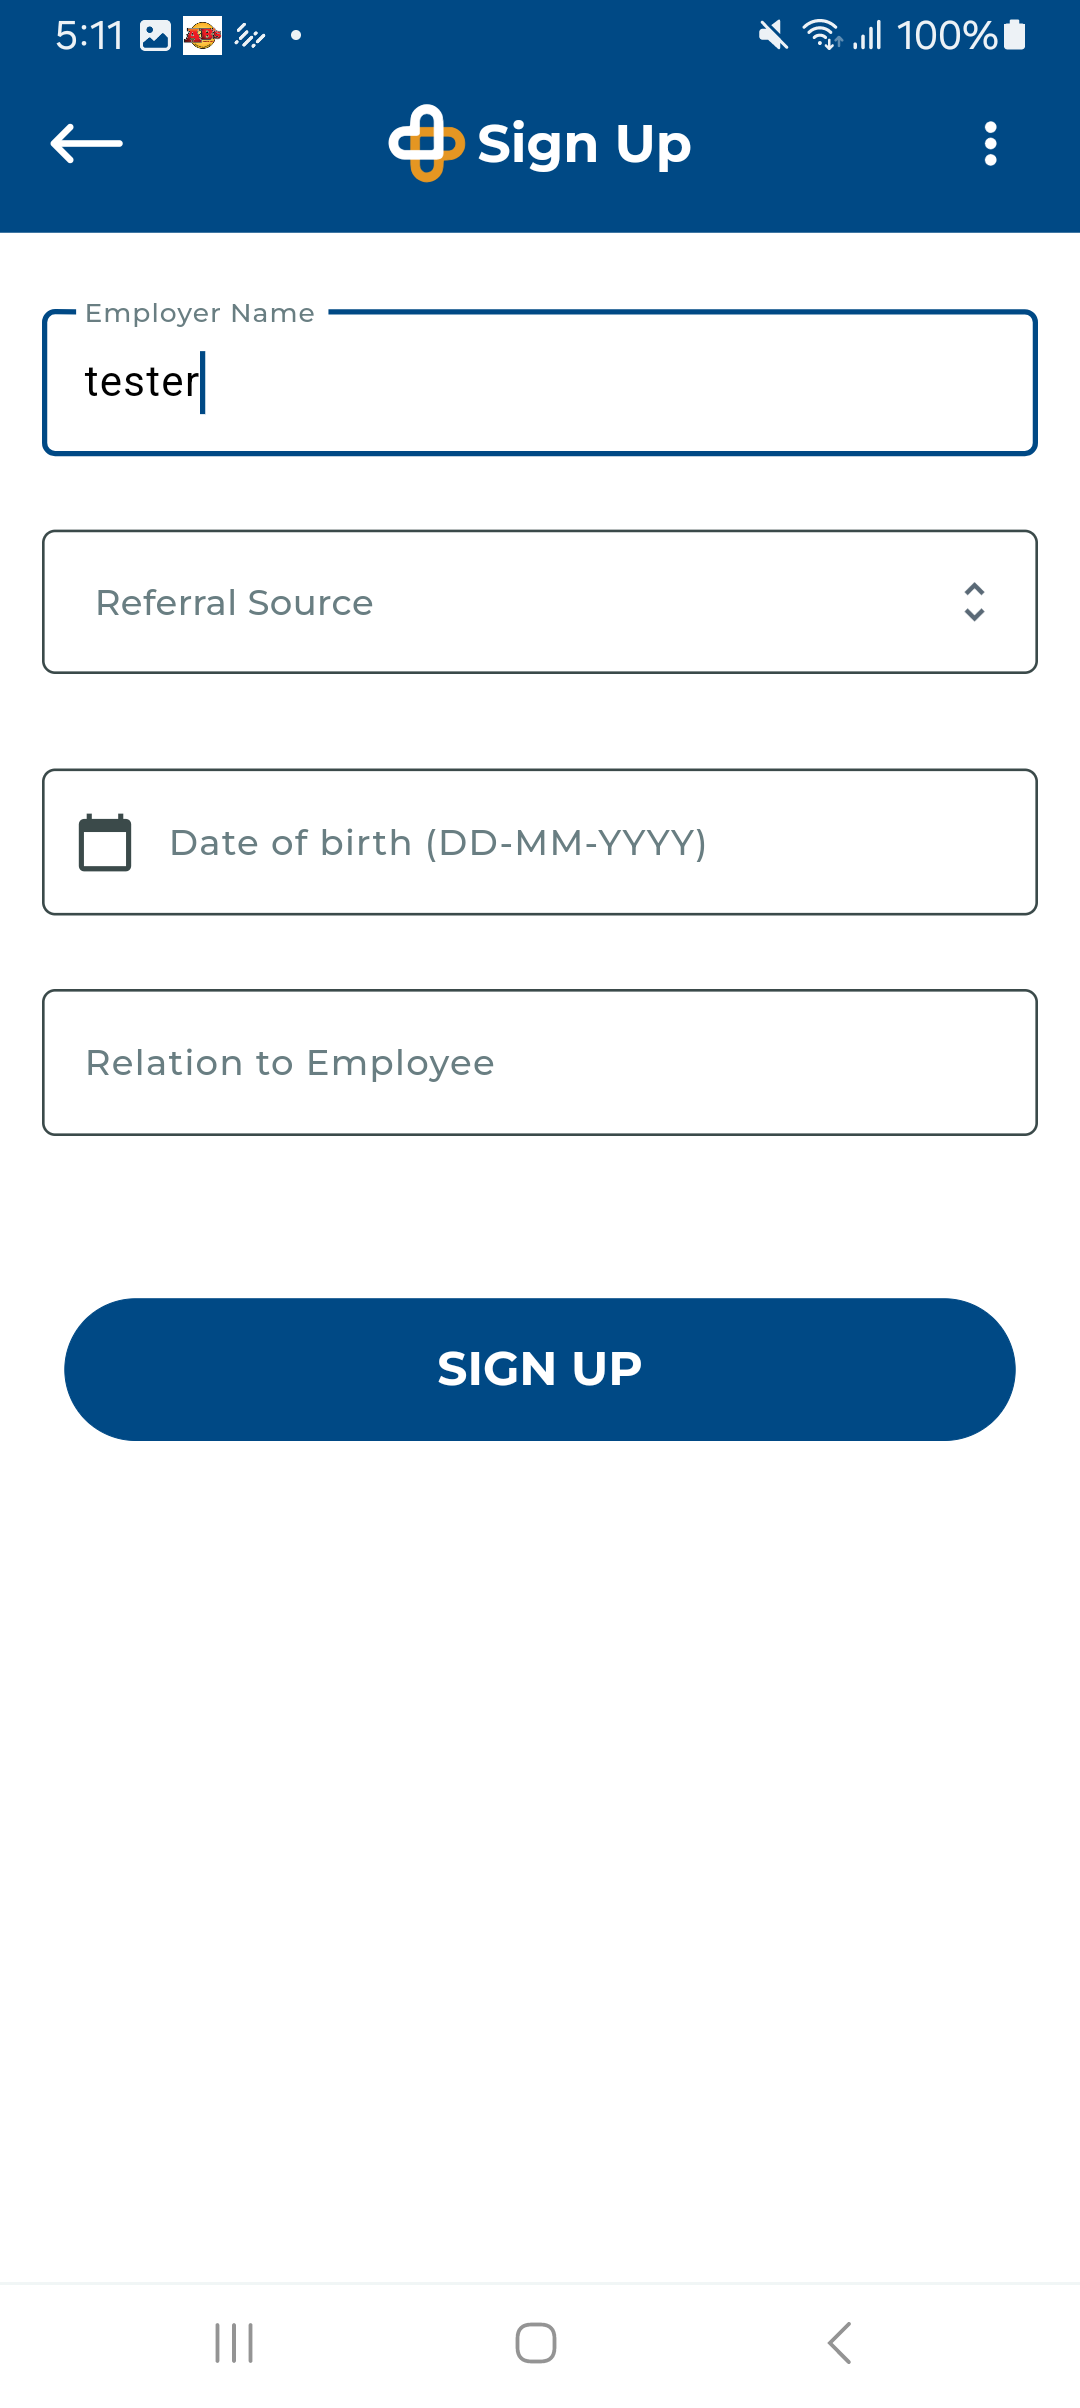 5:11 ABs 100%
Sign Up
Employer Name
tester
Referral Source
Date of birth (DD-MM-YYYY)
Relation to Employee
SIGN UP